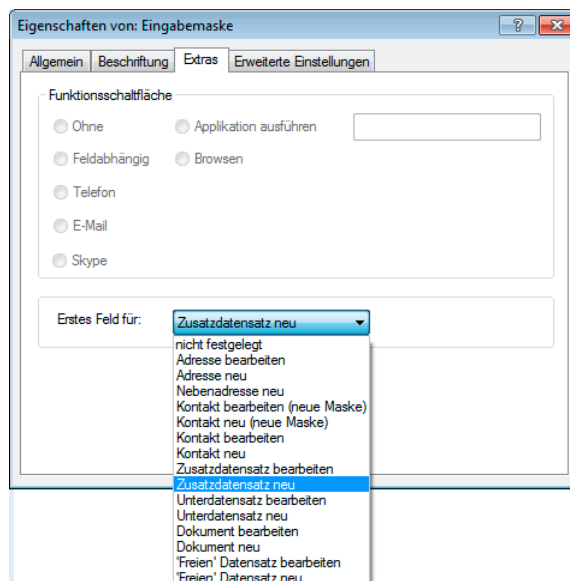 Eigenschaften von: Eingabemaske
Allgemein Beschriftung Extras Erweiterte Einstellungen
Funktionsschaltfläche
Ohne Applikation ausführen
Feldabhängig Browsen
Telefon
E-Mail
Skype
Erstes Feld für: Zusatzdatensatz neu
nicht festgelegt
Adresse bearbeiten
Adresse neu
Nebenadresse neu
Kontakt bearbeiten (neue Maske)
Kontakt neu (neue Maske)
Kontakt bearbeiten
Kontakt neu
Zusatzdatensatz bearbeiten
Zusatzdatensatz neu
Unterdatensatz bearbeiten
Unterdatensatz neu
Dokument bearbeiten
Dokument neu
'Freien' Datensatz bearbeiten
'Freien' Datensatz neu